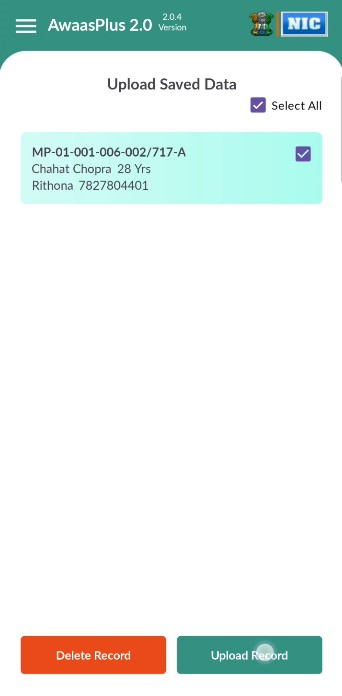 AwaasPlus 2.0
2.0.4
Version
NIC
Upload Saved Data
Select All
MP-01-001-006-002/717-A
Chahat Chopra 28 Yrs
Rithona 7827804401
Delete Record
Upload Record